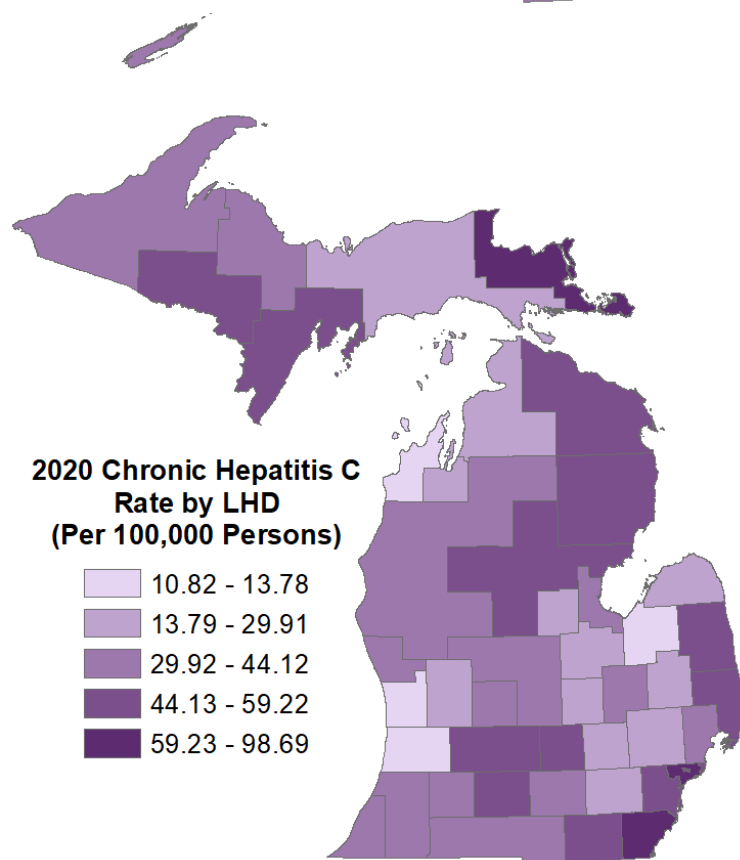 2020 Chronic Hepatitis C
Rate by LHD
(Per 100,000 Persons)
10.82 - 13.78
13.79 - 29.91
29.92 - 44.12
44.13 - 59.22
59.23 - 98.69